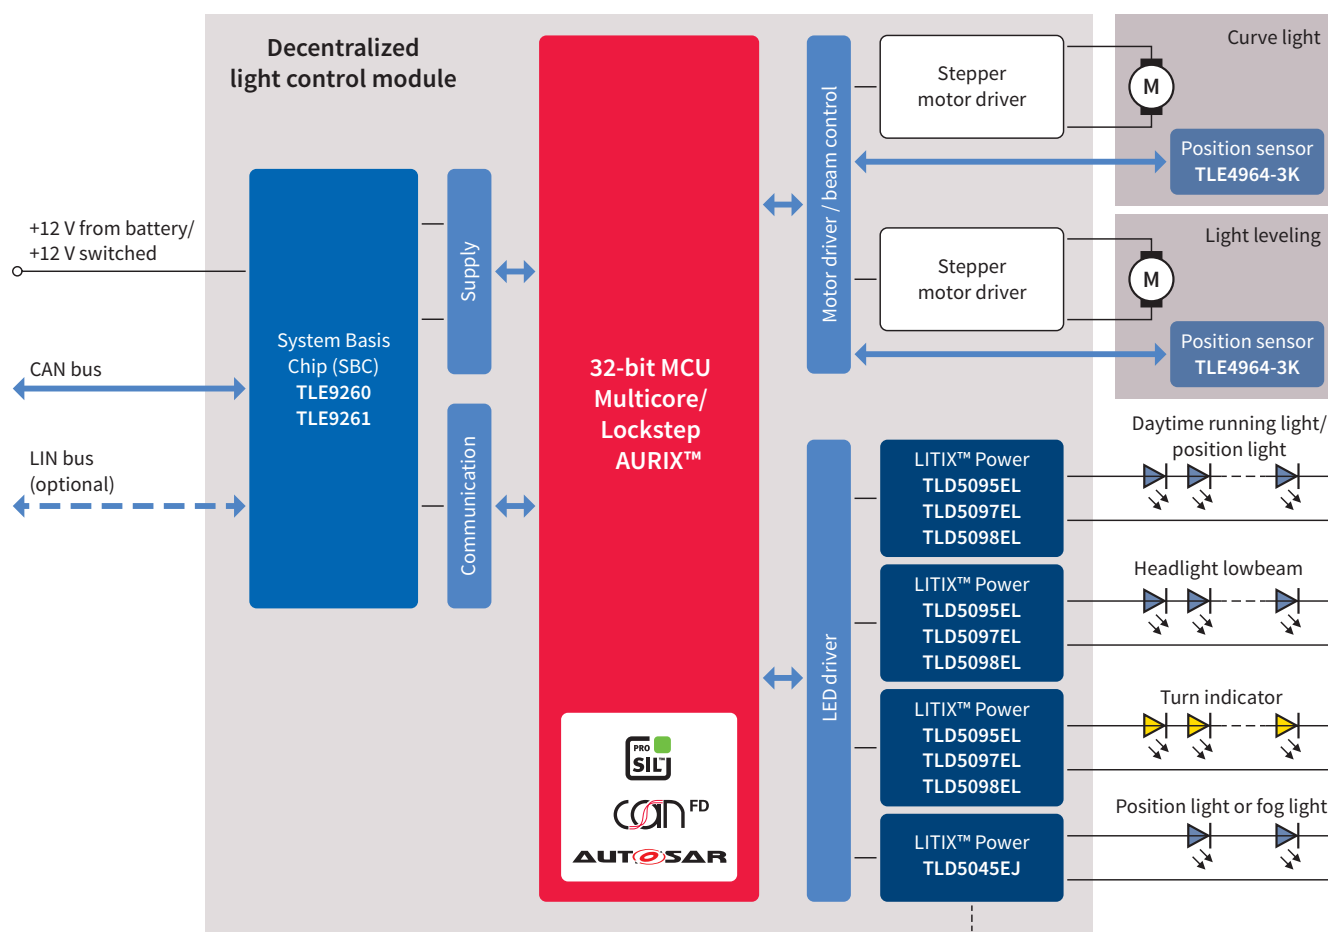 Decentralized
light control module
+12 V from battery/
+12 V switched
CAN bus
LIN bus
(optional)
System Basis
Chip (SBC)
TLE9260
TLE9261
Supply
Communication
32-bit MCU
Multicore/
Lockstep
AURIX™
PRO
SIL™
CAN FD
AUTOSAR
Motor driver / beam control
LED driver
Stepper
motor driver
Curve light
M
Position sensor
TLE4964-3K
Stepper
motor driver
Light leveling
M
Position sensor
TLE4964-3K
LITIX™ Power
TLD5095EL
TLD5097EL
TLD5098EL
Daytime running light/
position light
LITIX™ Power
TLD5095EL
TLD5097EL
TLD5098EL
Headlight lowbeam
LITIX™ Power
TLD5095EL
TLD5097EL
TLD5098EL
Turn indicator
LITIX™ Power
TLD5045EJ
Position light or fog light